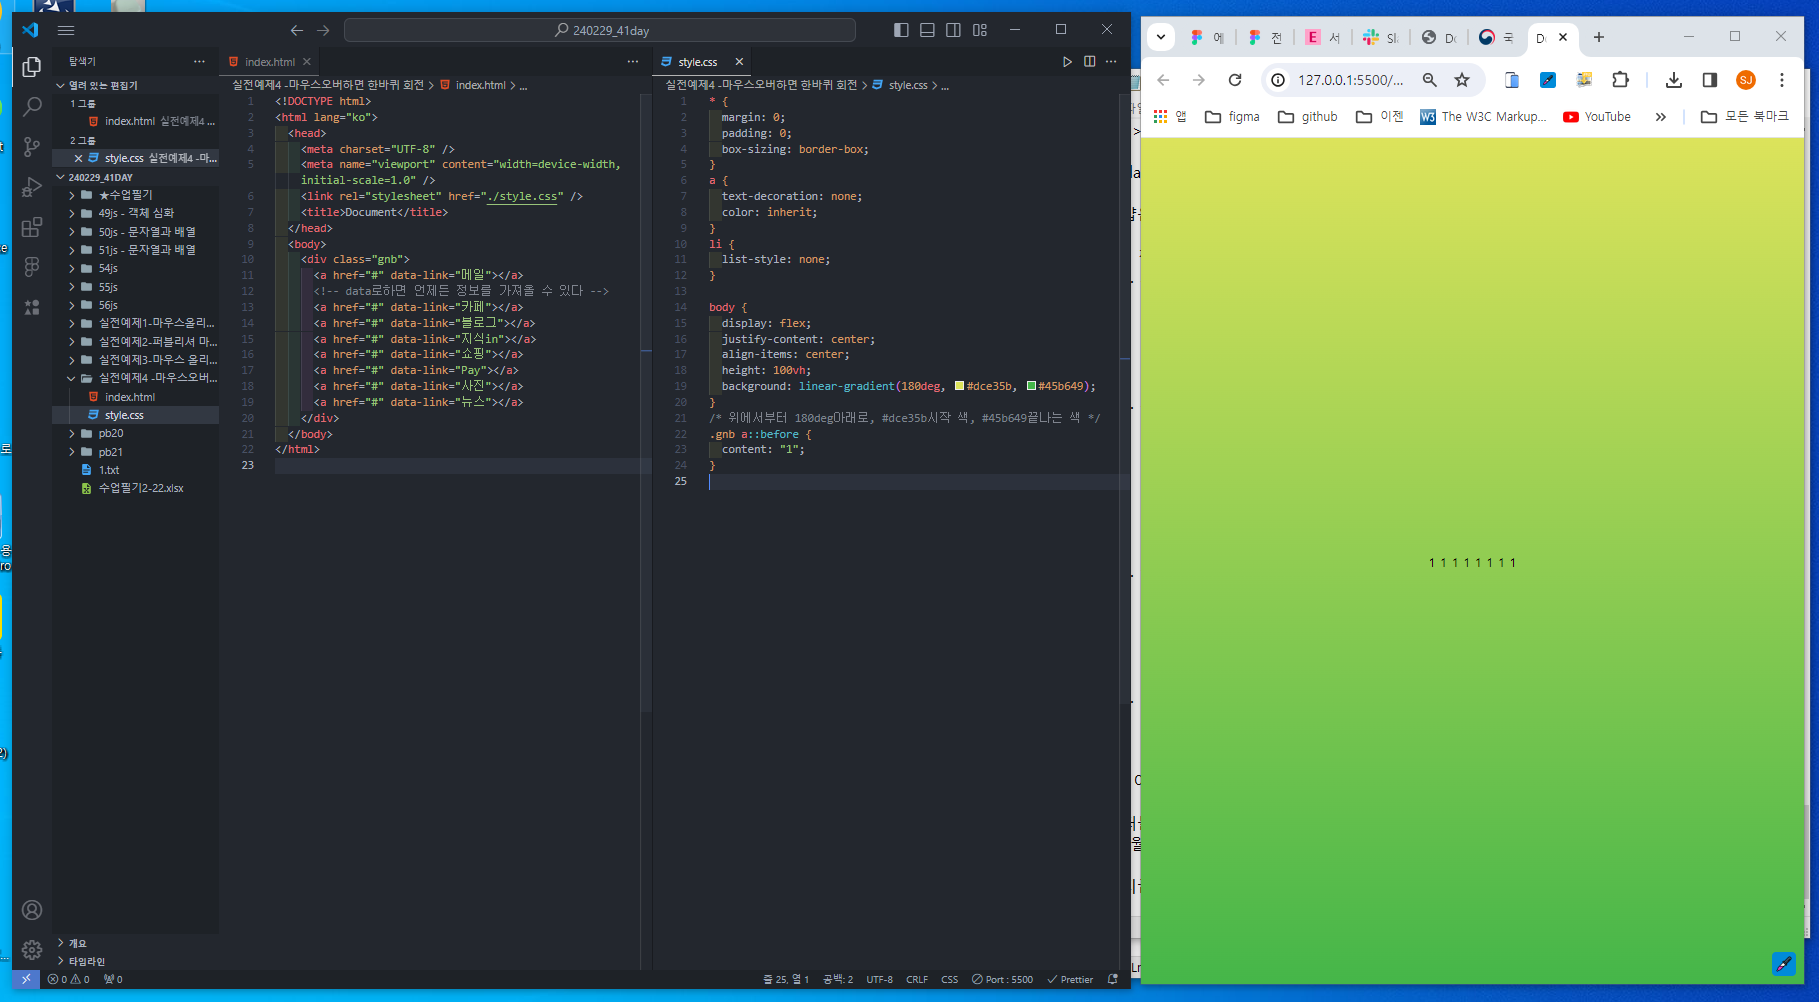 240229_41day
탐색기
열려 있는 편집기
1 그룹
index.html 실전예제4 ...
2 그룹
style.css 실전예제4 -마...
240229_41DAY
★수업필기
49js - 객체 심화
50js - 문자열과 배열
51js - 문자열과 배열
54js
55js
56js
실전예제1-마우스올리...
실전예제2-퍼블리셔 마...
실전예제3-마우스 올리...
실전예제4 -마우스오버...
index.html
style.css
pb20
pb21
1.txt
수업필기2-22.xlsx
개요
타임라인
index.html
실전예제4 -마우스오버하면 한바퀴 회전 > index.html > ...
1 <!DOCTYPE html>
2 <html lang="ko">
3 <head>
4 <meta charset="UTF-8" />
5 <meta name="viewport" content="width=device-width,
initial-scale=1.0" />
6 <link rel="stylesheet" href="./style.css" />
7 <title>Document</title>
8 </head>
9 <body>
10 <div class="gnb">
11 <a href="#" data-link="메일"></a>
12 <!-- data로하면 언제든 정보를 가져올 수 있다 -->
13 <a href="#" data-link="카페"></a>
14 <a href="#" data-link="블로그"></a>
15 <a href="#" data-link="지식in"></a>
16 <a href="#" data-link="쇼핑"></a>
17 <a href="#" data-link="Pay"></a>
18 <a href="#" data-link="사진"></a>
19 <a href="#" data-link="뉴스"></a>
20 </div>
21 </body>
22 </html>
23
style.css
실전예제4 -마우스오버하면 한바퀴 회전 > style.css > ...
1 * {
2 margin: 0;
3 padding: 0;
4 box-sizing: border-box;
5 }
6 a {
7 text-decoration: none;
8 color: inherit;
9 }
10 li {
11 list-style: none;
12 }
13
14 body {
15 display: flex;
16 justify-content: center;
17 align-items: center;
18 height: 100vh;
19 background: linear-gradient(180deg, #dce35b, #45b649);
20 }
21 /* 위에서부터 180deg아래로, #dce35b시작 색, #45b649끝나는 색 */
22 .gnb a::before {
23 content: "1";
24 }
25
0 0 0
줄 25, 열 1 공백: 2 UTF-8 CRLF CSS Port : 5500 Prettier
에 전 E 서 Sl 국
127.0.0.1:5500/... SJ
앱 figma github 이젠 W3 The W3C Markup... YouTube 모든 북마크
1 1 1 1 1 1 1 1